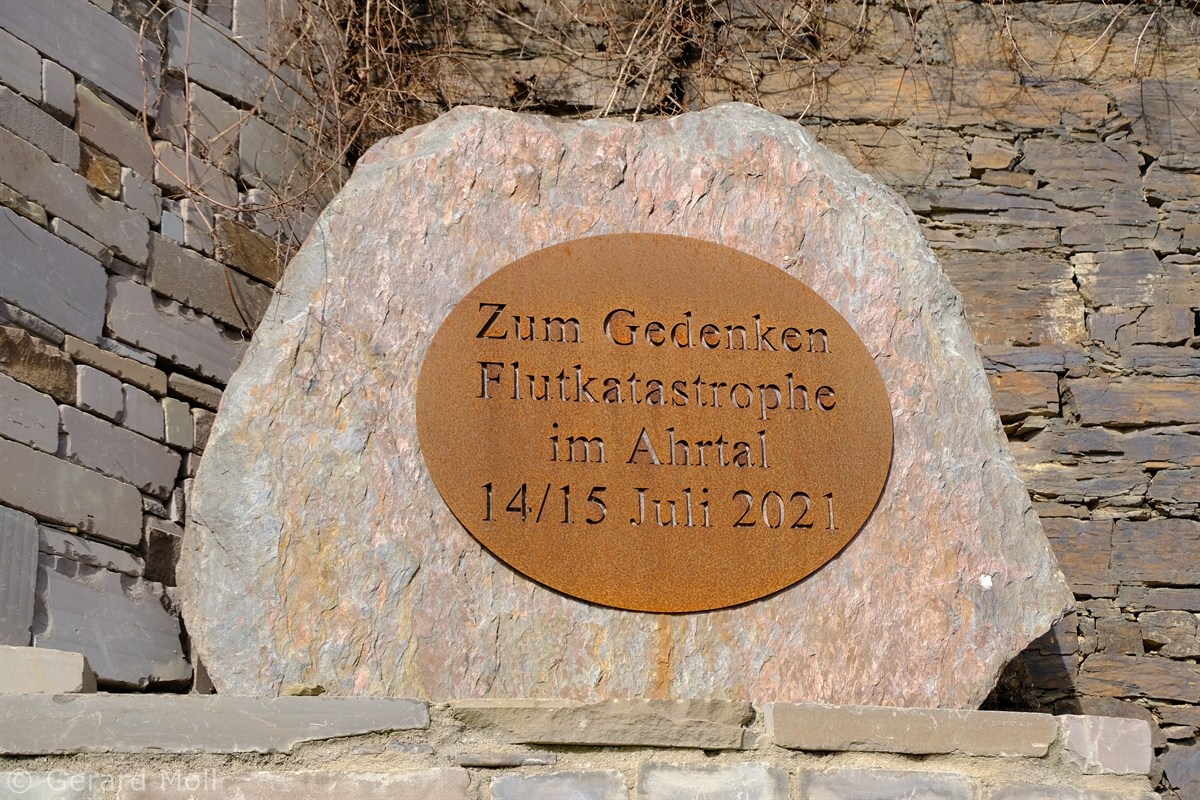 Zum Gedenken
Flutkatastrophe
im Ahrtal
14/15 Juli 2021
© Gerard Moll